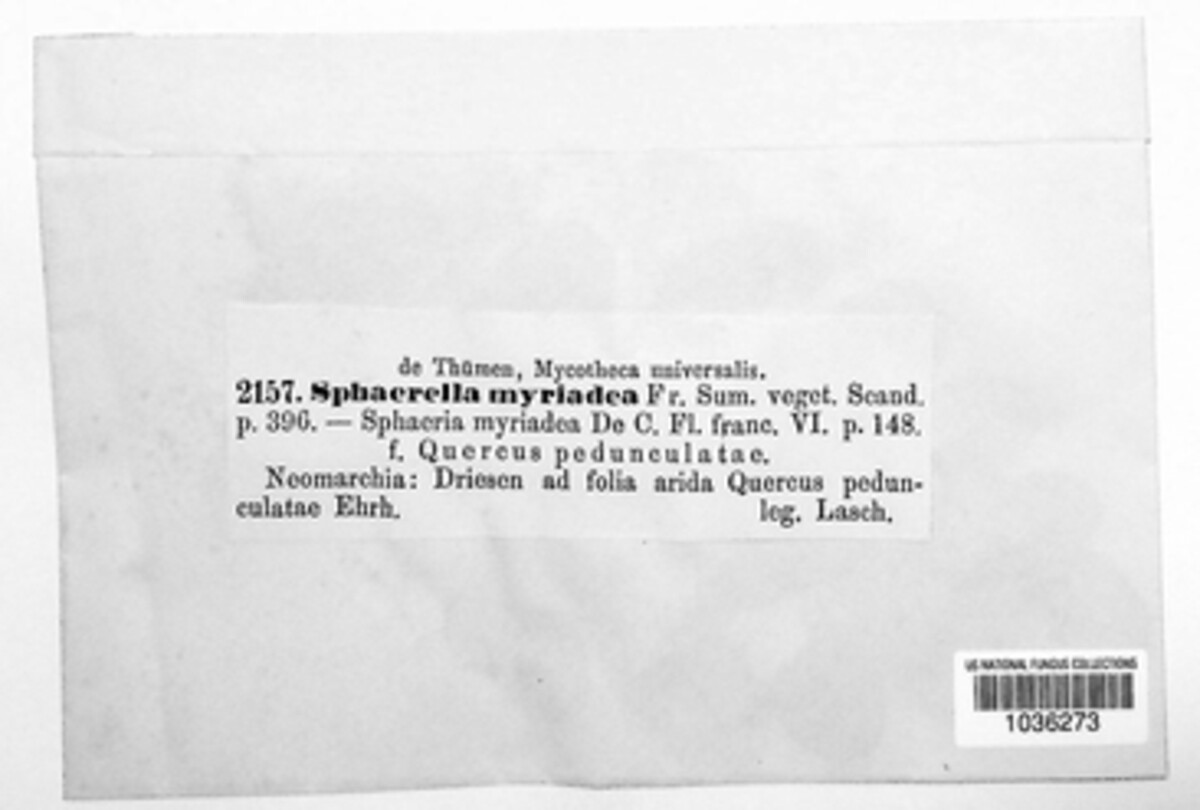 de Thümen, Mycotheca universalis.
2157. Sphaerella myriadea Fr. Sum. veget. Scand.
p. 396. — Sphaeria myriadea De C. Fl. franc. VI. p. 148.
f. Quercus pedunculatae.
Neomarchia: Driesen ad folia arida Quercus pedun-
culatae Ehrh. leg. Lasch.
US NATIONAL FUNGUS COLLECTIONS
1036273